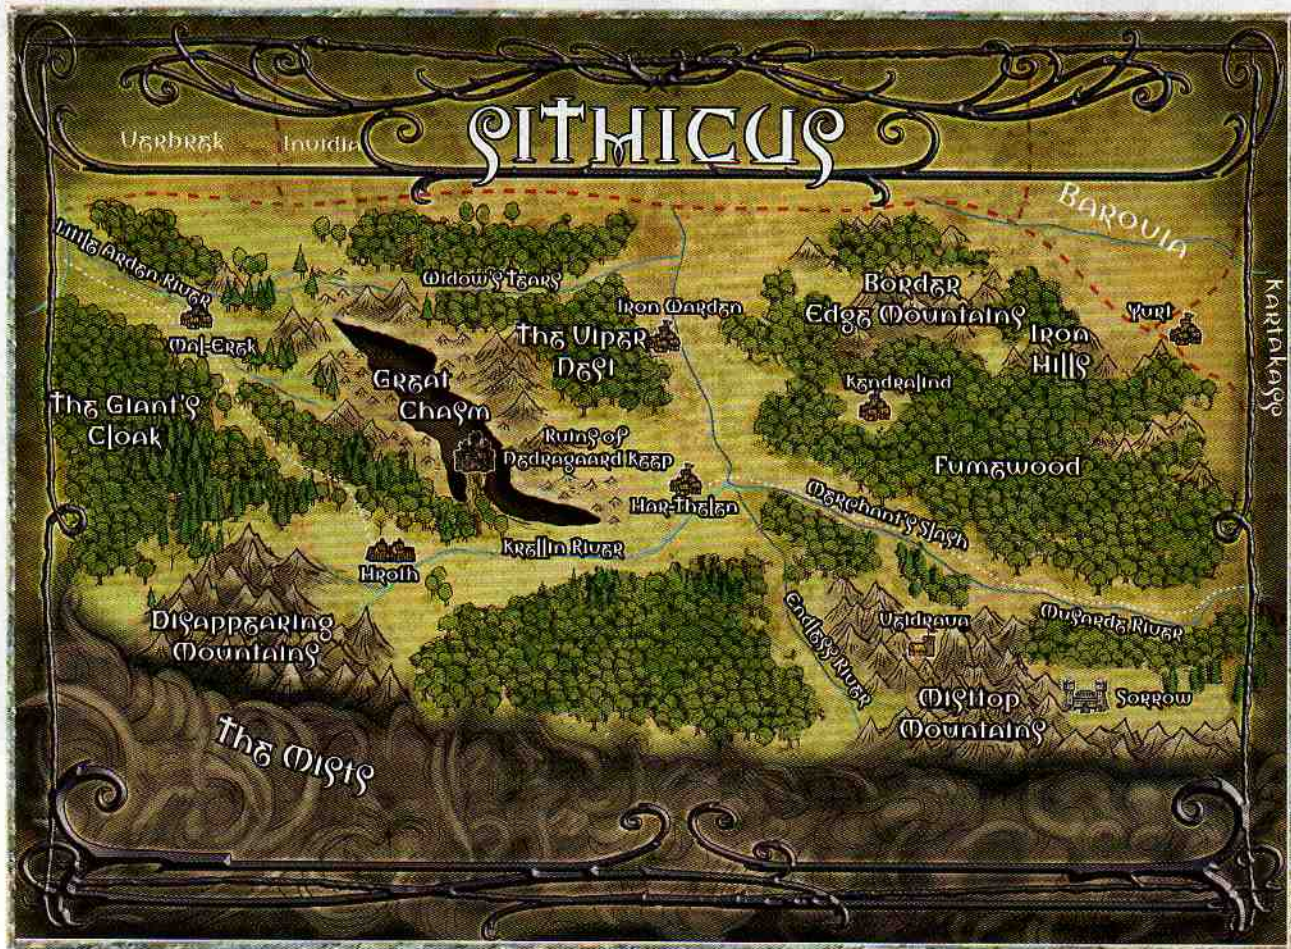 SITHICUS
Verbrek
Invidia
Barovia
Kartakass
Little Arden River
Widow's Tears
Iron Warden
Border
Edge Mountains
Iron
Hills
Mal-Erek
The Viper
Nest
Great
Chasm
Kendralind
The Giant's
Cloak
Ruins of
Nedragaard Keep
Fumewood
Har-Thelen
Merchant's Slash
Krellin River
Hroth
Disappearing
Mountains
Endless River
Veidrava
Musarde River
Misttop
Mountains
Sorrow
The Mists